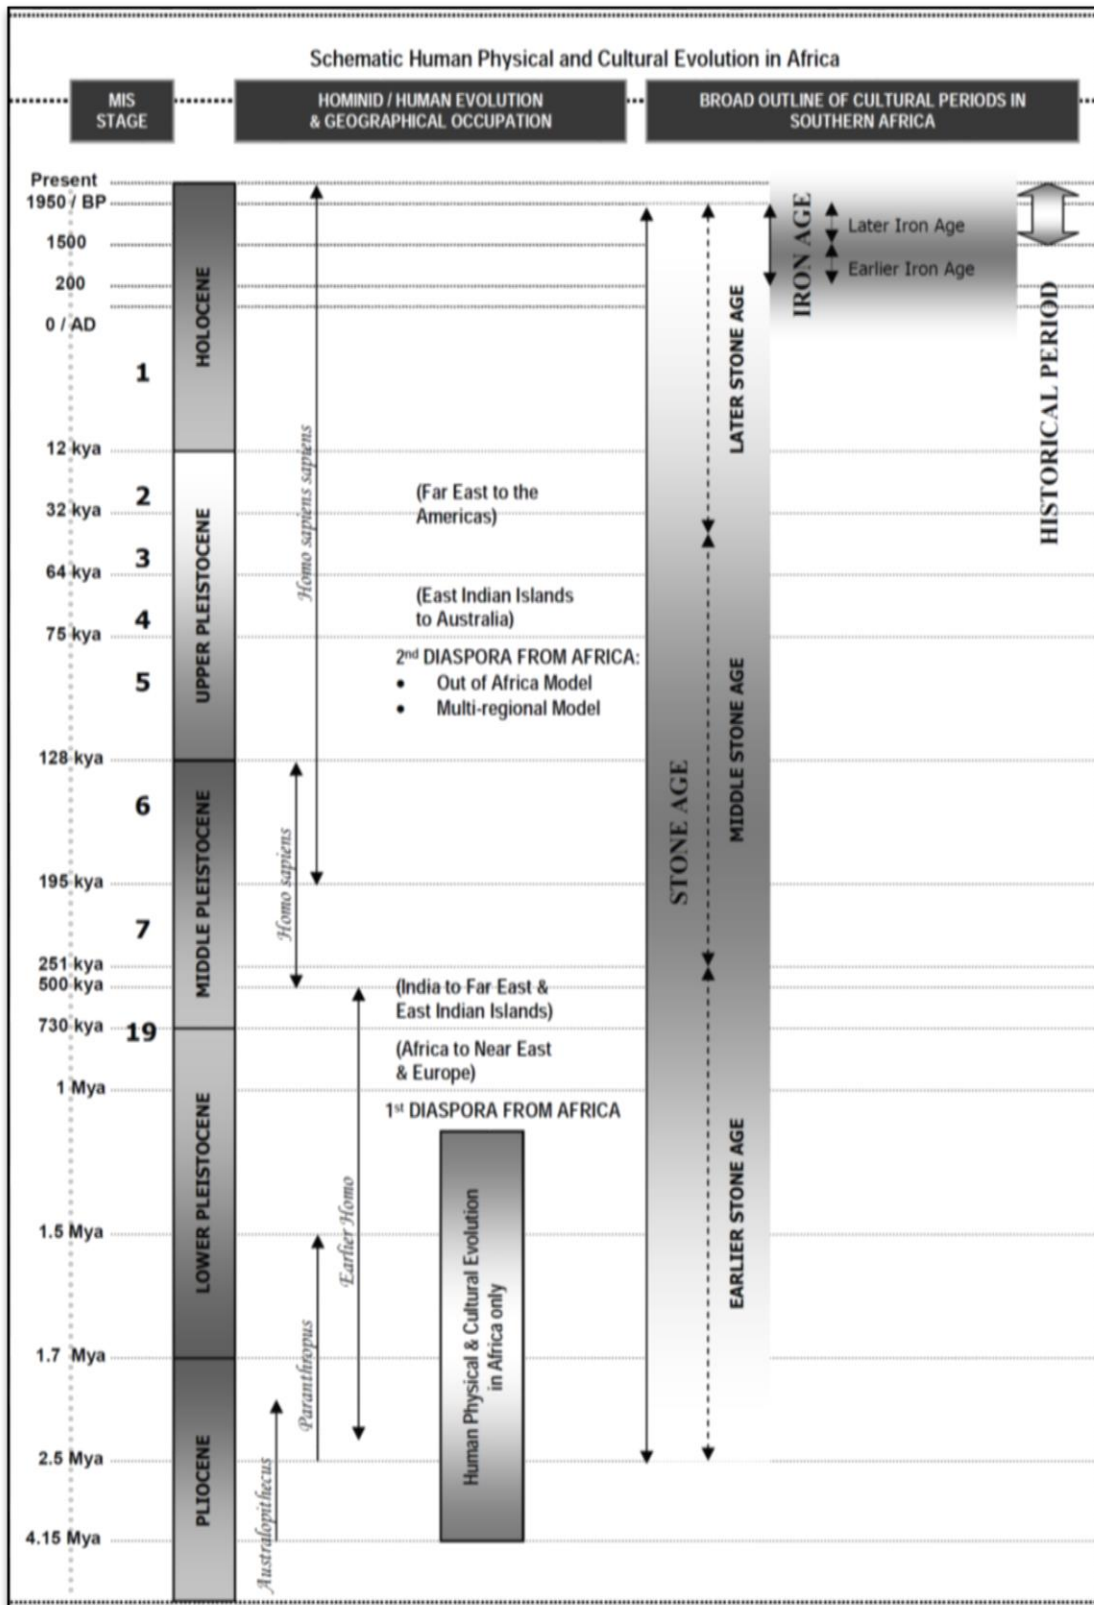 Schematic Human Physical and Cultural Evolution in Africa
MIS
STAGE
HOMINID / HUMAN EVOLUTION
& GEOGRAPHICAL OCCUPATION
BROAD OUTLINE OF CULTURAL PERIODS IN
SOUTHERN AFRICA
Present
1950 / BP
1500
200
0 / AD
12 kya
32 kya
64 kya
75 kya
128 kya
195 kya
251 kya
500 kya
730 kya
1 Mya
1.5 Mya
1.7 Mya
2.5 Mya
4.15 Mya
1
2
3
4
5
6
7
19
HOLOCENE
UPPER PLEISTOCENE
MIDDLE PLEISTOCENE
LOWER PLEISTOCENE
PLIOCENE
Homo sapiens sapiens
Homo sapiens
Earlier Homo
Paranthropus
Australopithecus
(Far East to the
Americas)
(East Indian Islands
to Australia)
2nd DIASPORA FROM AFRICA:
• Out of Africa Model
• Multi-regional Model
(India to Far East &
East Indian Islands)
(Africa to Near East
& Europe)
1st DIASPORA FROM AFRICA
Human Physical & Cultural Evolution
in Africa only
STONE AGE
LATER STONE AGE
MIDDLE STONE AGE
EARLIER STONE AGE
IRON AGE
Later Iron Age
Earlier Iron Age
HISTORICAL PERIOD